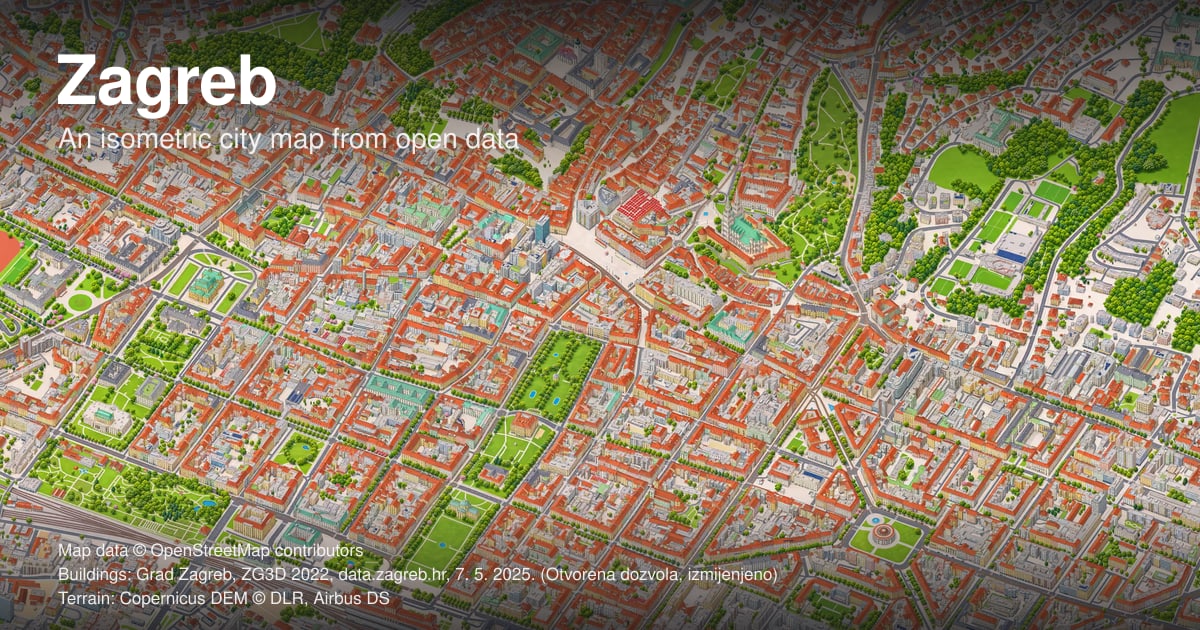 Zagreb
An isometric city map from open data
Map data © OpenStreetMap contributors
Buildings: Grad Zagreb, ZG3D 2022, data.zagreb.hr, 7. 5. 2025. (Otvorena dozvola, izmijenjeno)
Terrain: Copernicus DEM © DLR, Airbus DS